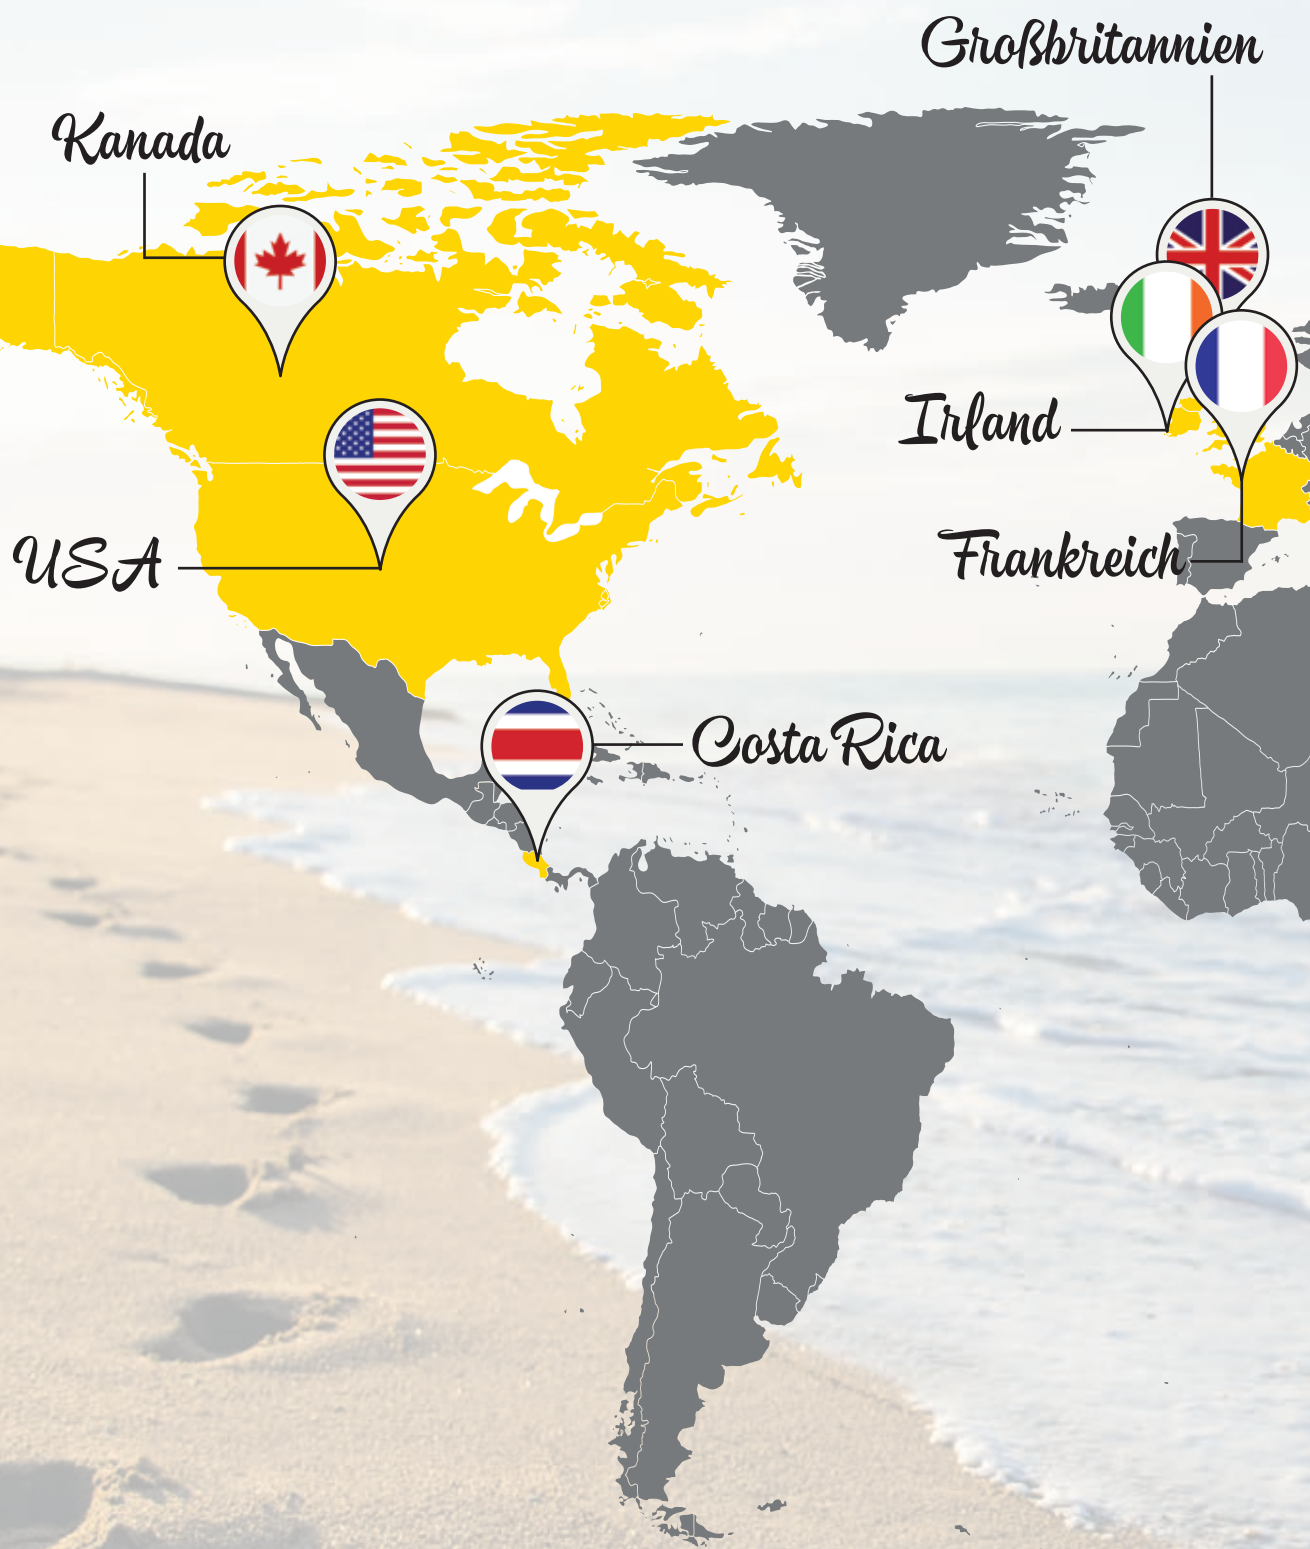 Großbritannien
Kanada
Irland
USA
Frankreich
Costa Rica